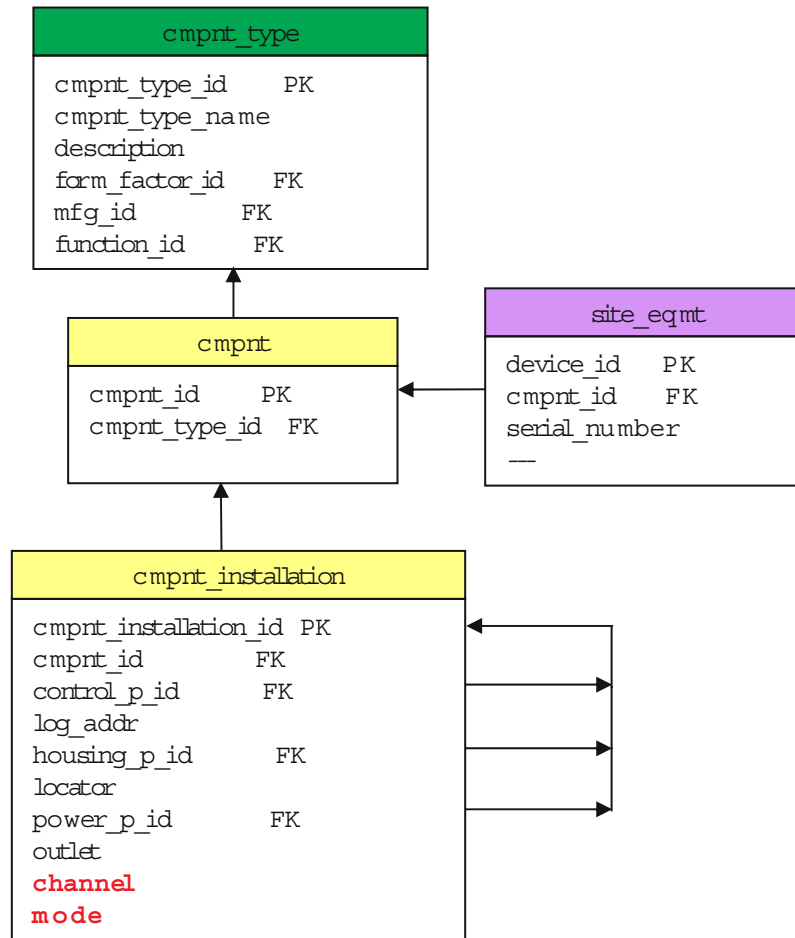 cmpnt_type
cmpnt_type_id PK
cmpnt_type_name
description
form_factor_id FK
mfg_id FK
function_id FK
cmpnt
cmpnt_id PK
cmpnt_type_id FK
site_eqmt
device_id PK
cmpnt_id FK
serial_number
---
cmpnt_installation
cmpnt_installation_id PK
cmpnt_id FK
control_p_id FK
log_addr
housing_p_id FK
locator
power_p_id FK
outlet
channel
mode